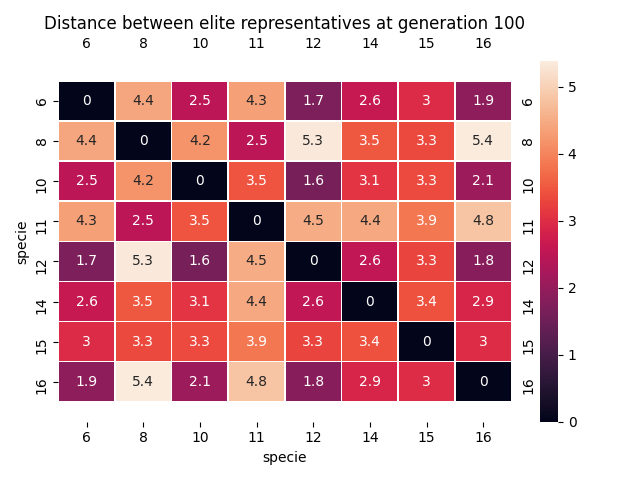 Distance between elite representatives at generation 100
6 8 10 11 12 14 15 16
6 0 4.4 2.5 4.3 1.7 2.6 3 1.9 6
8 4.4 0 4.2 2.5 5.3 3.5 3.3 5.4 8
10 2.5 4.2 0 3.5 1.6 3.1 3.3 2.1 10
11 4.3 2.5 3.5 0 4.5 4.4 3.9 4.8 11
12 1.7 5.3 1.6 4.5 0 2.6 3.3 1.8 12
14 2.6 3.5 3.1 4.4 2.6 0 3.4 2.9 14
15 3 3.3 3.3 3.9 3.3 3.4 0 3 15
16 1.9 5.4 2.1 4.8 1.8 2.9 3 0 16
6 8 10 11 12 14 15 16
specie
specie
5
4
3
2
1
0